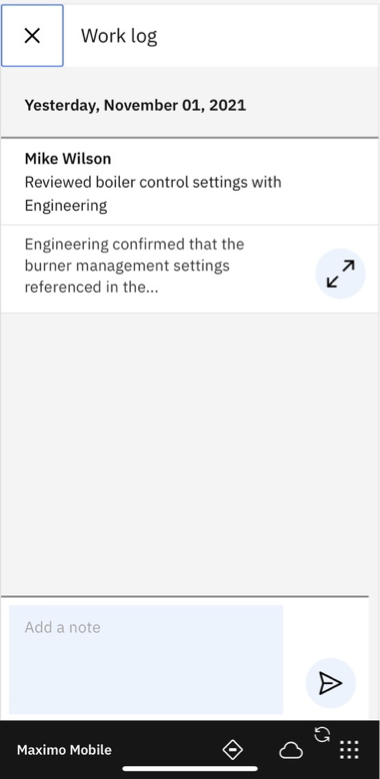 Work log
Yesterday, November 01, 2021
Mike Wilson
Reviewed boiler control settings with
Engineering
Engineering confirmed that the
burner management settings
referenced in the...
Add a note
Maximo Mobile